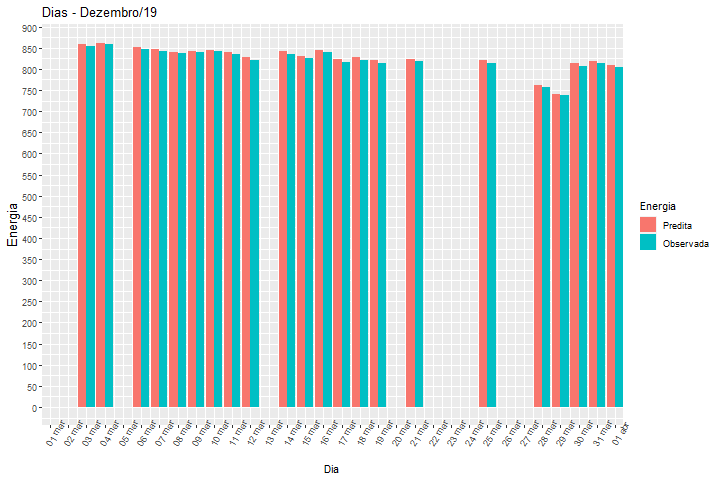 Dias - Dezembro/19
900
850
800
750
700
650
600
550
500
450
400
350
300
250
200
150
100
50
0
Energia
01 mar
02 mar
03 mar
04 mar
05 mar
06 mar
07 mar
08 mar
09 mar
10 mar
11 mar
12 mar
13 mar
14 mar
15 mar
16 mar
17 mar
18 mar
19 mar
20 mar
21 mar
22 mar
23 mar
24 mar
25 mar
26 mar
27 mar
28 mar
29 mar
30 mar
31 mar
01 abr
Dia
Energia
Predita
Observada